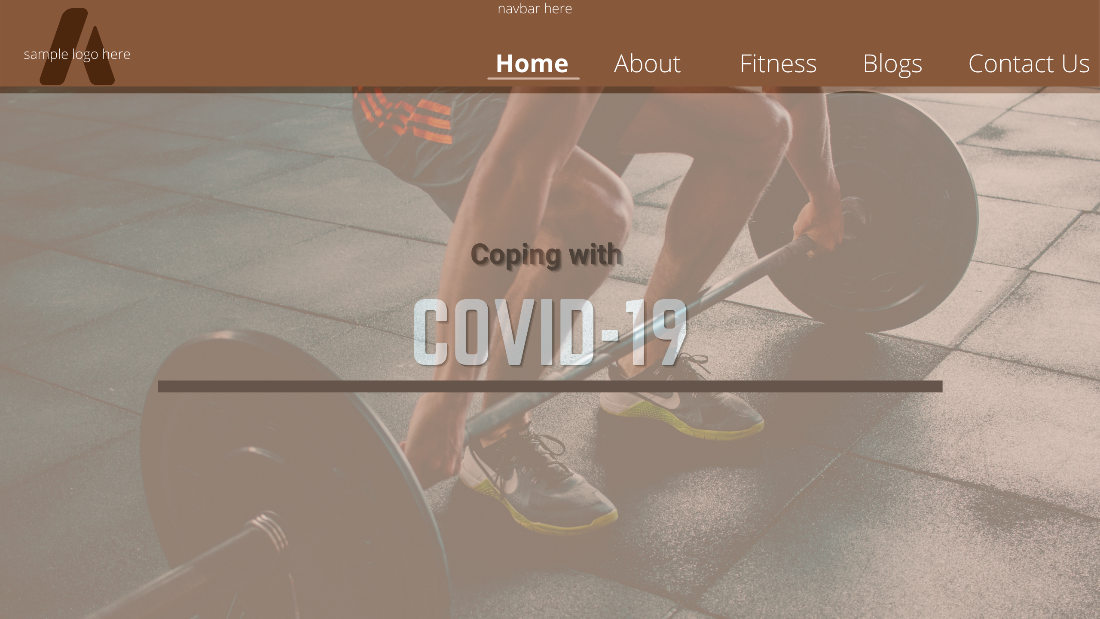 navbar here
sample logo here
Home About Fitness Blogs Contact Us
Coping with
COVID-19